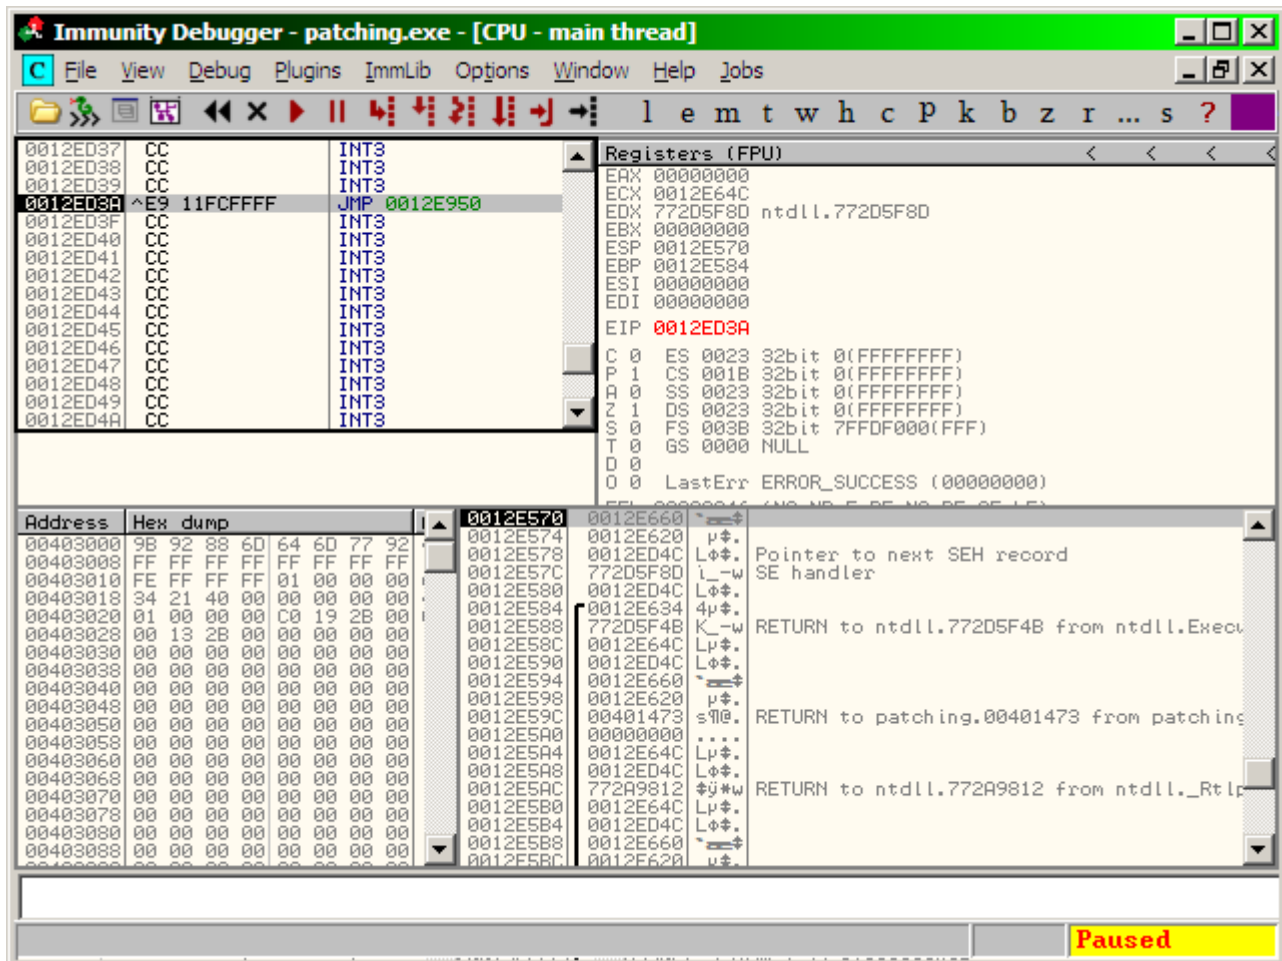 Immunity Debugger - patching.exe - [CPU - main thread]
C File View Debug Plugins ImmLib Options Window Help Jobs
l e m t w h c P k b z r ... s ?
0012ED37 CC INT3
0012ED38 CC INT3
0012ED39 CC INT3
0012ED3A ^E9 11FCFFFF JMP 0012E950
0012ED3F CC INT3
0012ED40 CC INT3
0012ED41 CC INT3
0012ED42 CC INT3
0012ED43 CC INT3
0012ED44 CC INT3
0012ED45 CC INT3
0012ED46 CC INT3
0012ED47 CC INT3
0012ED48 CC INT3
0012ED49 CC INT3
0012ED4A CC INT3
Registers (FPU) < < < <
EAX 00000000
ECX 0012E64C
EDX 772D5F8D ntdll.772D5F8D
EBX 00000000
ESP 0012E570
EBP 0012E584
ESI 00000000
EDI 00000000
EIP 0012ED3A
C 0 ES 0023 32bit 0(FFFFFFFF)
P 1 CS 001B 32bit 0(FFFFFFFF)
A 0 SS 0023 32bit 0(FFFFFFFF)
Z 1 DS 0023 32bit 0(FFFFFFFF)
S 0 FS 003B 32bit 7FFDF000(FFF)
T 0 GS 0000 NULL
D 0
O 0 LastErr ERROR_SUCCESS (00000000)
Address Hex dump
00403000 9B 92 88 6D 64 6D 77 92
00403008 FF FF FF FF FF FF FF FF
00403010 FE FF FF FF 01 00 00 00
00403018 34 21 40 00 00 00 00 00
00403020 01 00 00 00 C0 19 2B 00
00403028 00 13 2B 00 00 00 00 00
00403030 00 00 00 00 00 00 00 00
00403038 00 00 00 00 00 00 00 00
00403040 00 00 00 00 00 00 00 00
00403048 00 00 00 00 00 00 00 00
00403050 00 00 00 00 00 00 00 00
00403058 00 00 00 00 00 00 00 00
00403060 00 00 00 00 00 00 00 00
00403068 00 00 00 00 00 00 00 00
00403070 00 00 00 00 00 00 00 00
00403078 00 00 00 00 00 00 00 00
00403080 00 00 00 00 00 00 00 00
00403088 00 00 00 00 00 00 00 00
0012E570 0012E660
0012E574 0012E620 µ‡.
0012E578 0012ED4C LΦ‡. Pointer to next SEH record
0012E57C 772D5F8D ì_-w SE handler
0012E580 0012ED4C LΦ‡.
0012E584 0012E634 4µ‡.
0012E588 772D5F4B K_-w RETURN to ntdll.772D5F4B from ntdll.Execu
0012E58C 0012E64C Lµ‡.
0012E590 0012ED4C LΦ‡.
0012E594 0012E660
0012E598 0012E620 µ‡.
0012E59C 00401473 s¶@. RETURN to patching.00401473 from patching
0012E5A0 00000000 ....
0012E5A4 0012E64C Lµ‡.
0012E5A8 0012ED4C LΦ‡.
0012E5AC 772A9812 ‡ÿ*w RETURN to ntdll.772A9812 from ntdll._Rtlp
0012E5B0 0012E64C Lµ‡.
0012E5B4 0012ED4C LΦ‡.
0012E5B8 0012E660
0012E5BC 0012E620 µ‡.
Paused